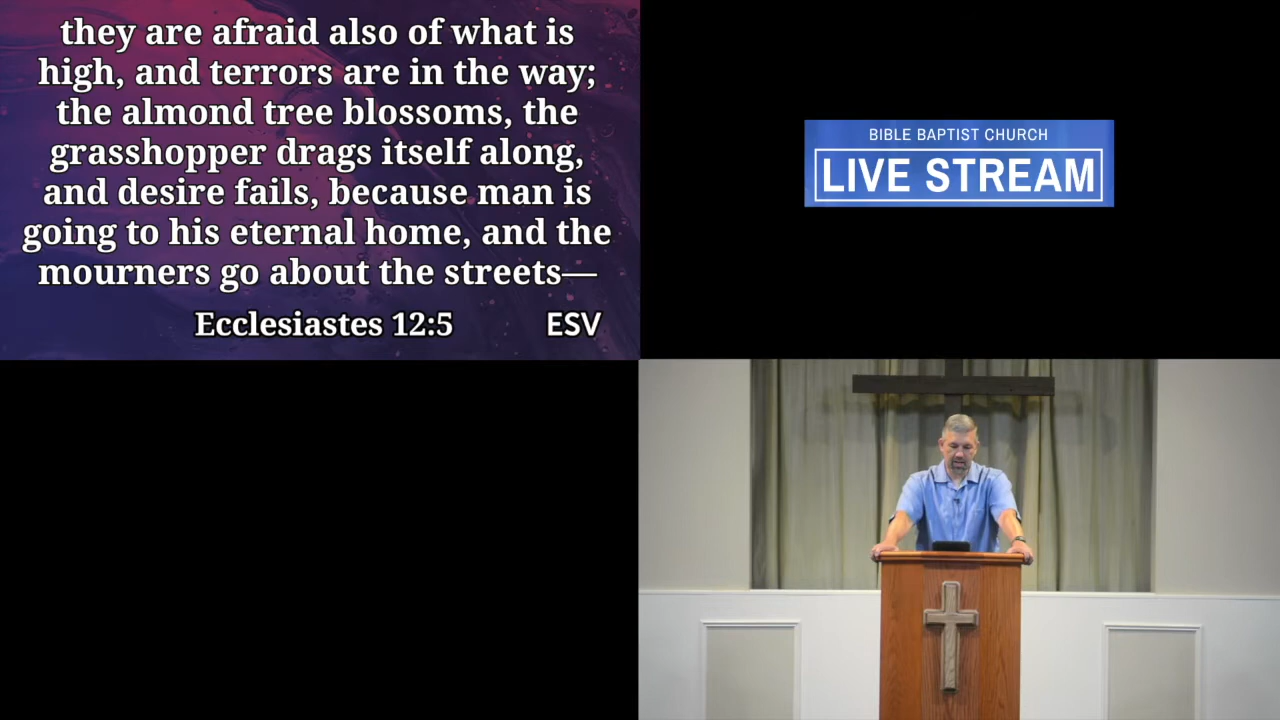 they are afraid also of what is
high, and terrors are in the way;
the almond tree blossoms, the
grasshopper drags itself along,
and desire fails, because man is
going to his eternal home, and the
mourners go about the streets—
Ecclesiastes 12:5 ESV
BIBLE BAPTIST CHURCH
LIVE STREAM